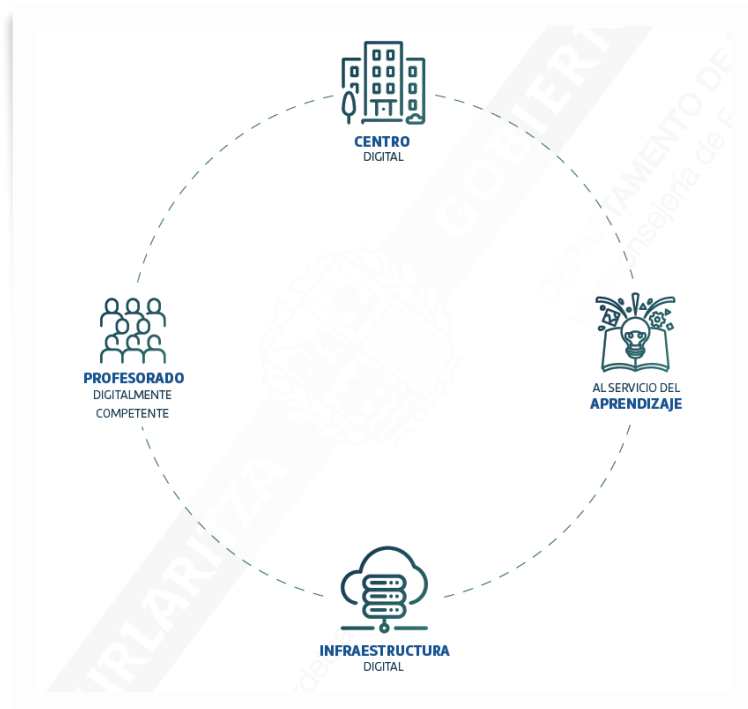 CENTRO
DIGITAL
PROFESORADO
DIGITALMENTE
COMPETENTE
AL SERVICIO DEL
APRENDIZAJE
INFRAESTRUCTURA
DIGITAL